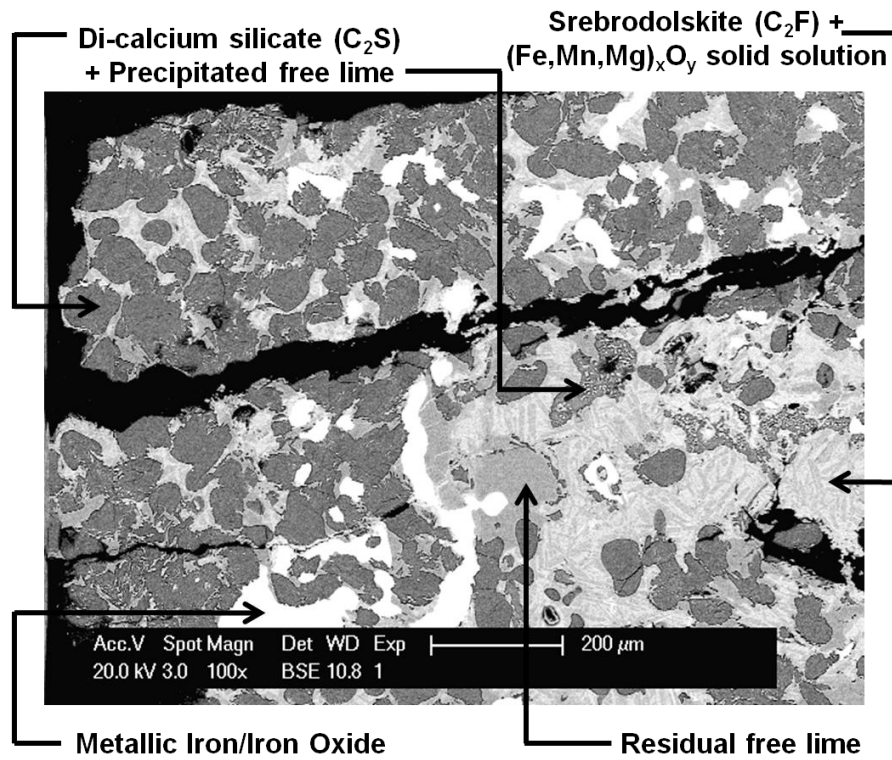 Di-calcium silicate (C₂S)
+ Precipitated free lime
Srebrodolskite (C₂F) +
(Fe,Mn,Mg)ₓOᵧ solid solution
Acc.V Spot Magn Det WD Exp
20.0 kV 3.0 100x BSE 10.8 1
200 µm
Metallic Iron/Iron Oxide
Residual free lime